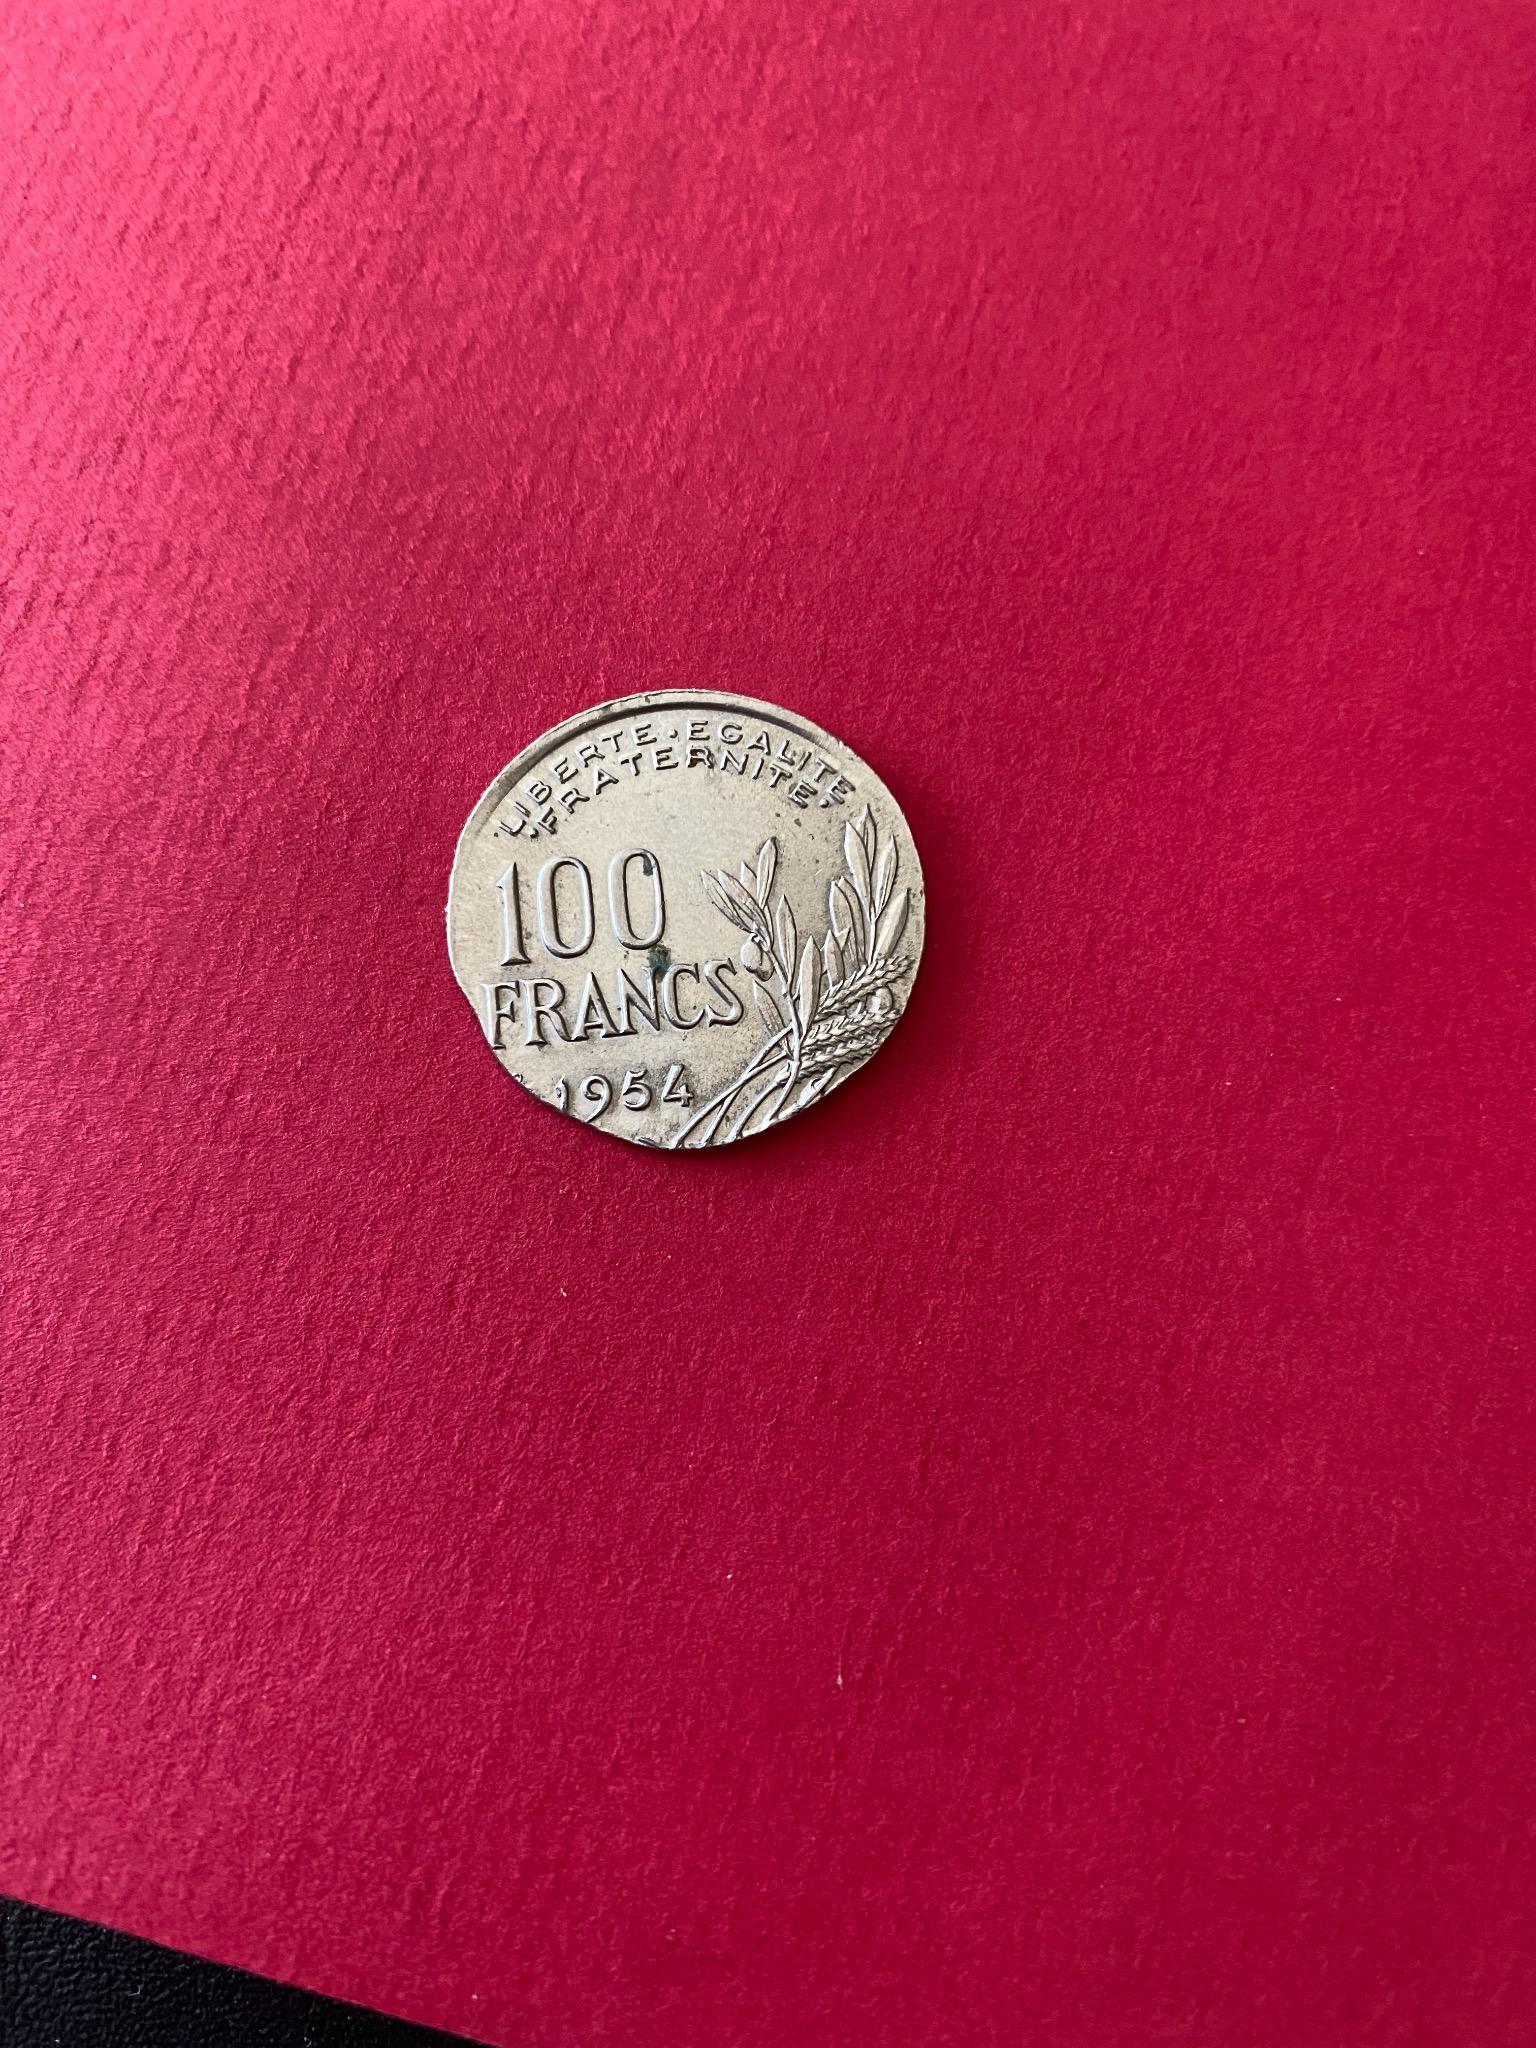 LIBERTE·EGALITE
·FRATERNITE·
100
FRANCS
1954